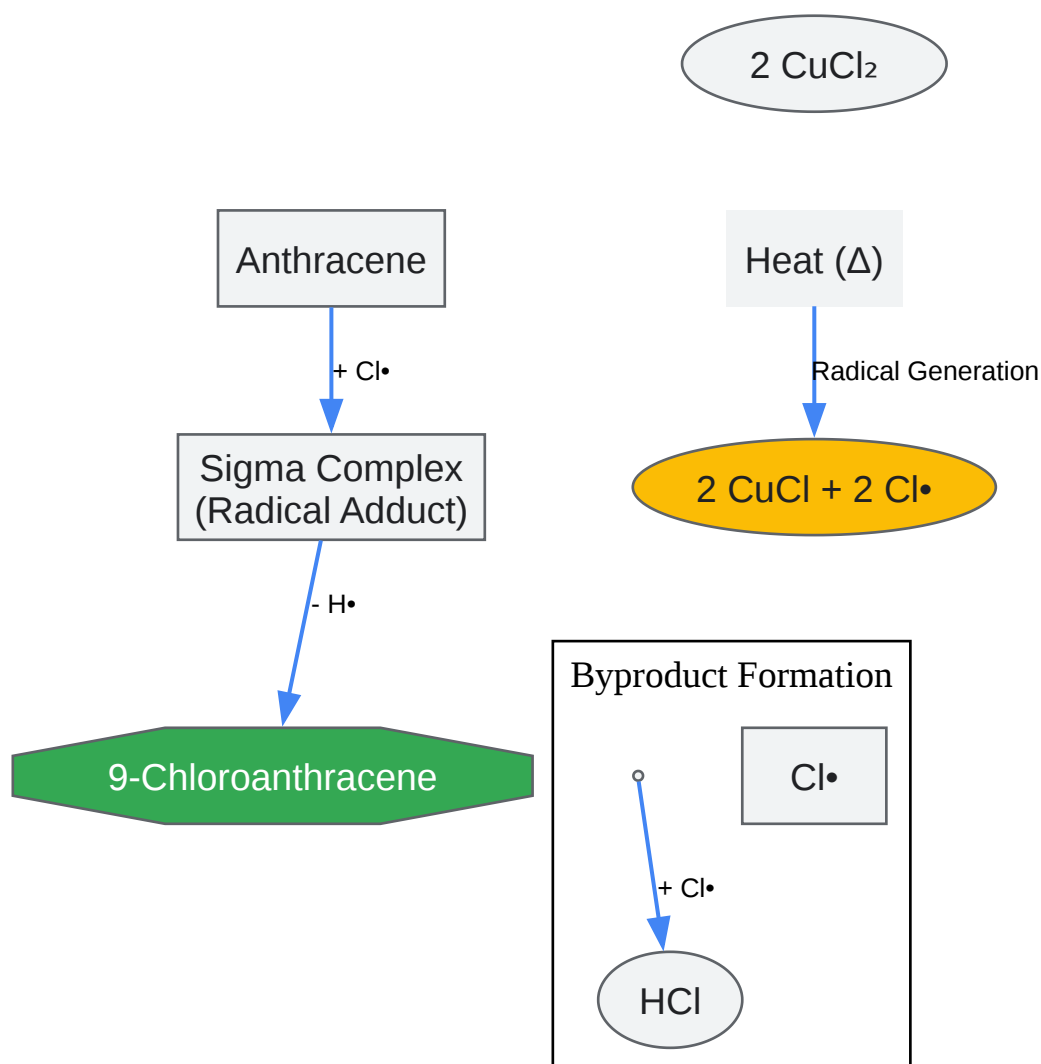 2 CuCl₂
Anthracene
Heat (Δ)
+ Cl•
Radical Generation
Sigma Complex
(Radical Adduct)
2 CuCl + 2 Cl•
- H•
Byproduct Formation
9-Chloroanthracene
Cl•
+ Cl•
HCl